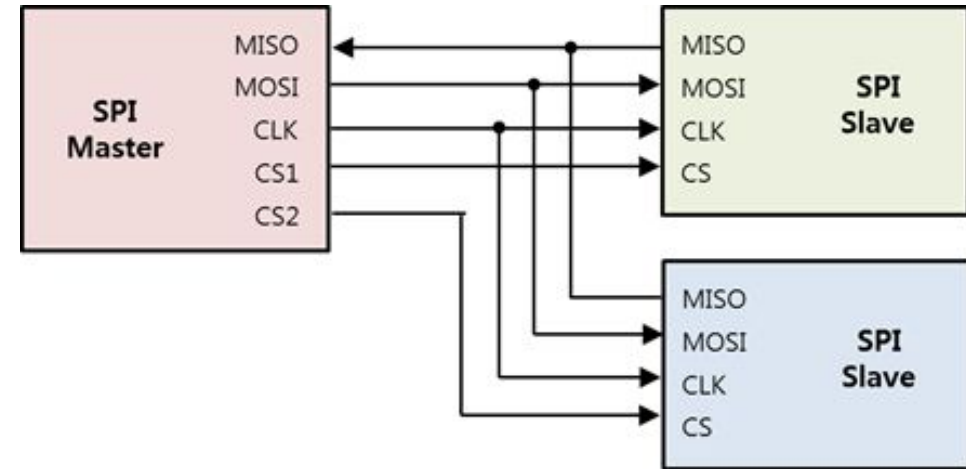 SPI
Master
MISO
MOSI
CLK
CS1
CS2
MISO
MOSI
CLK
CS
SPI
Slave
MISO
MOSI
CLK
CS
SPI
Slave